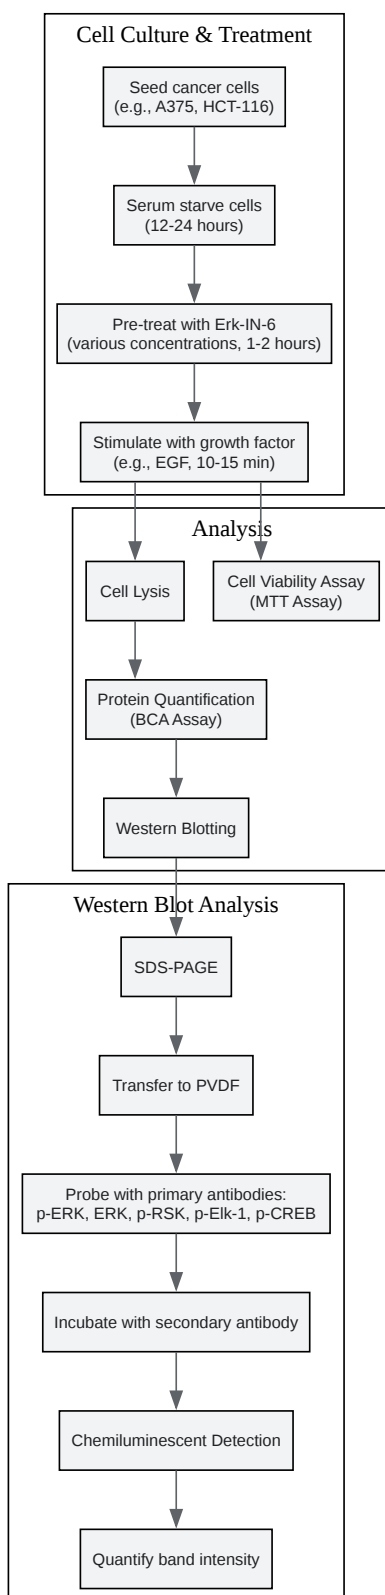 Cell Culture & Treatment
Seed cancer cells
(e.g., A375, HCT-116)
Serum starve cells
(12-24 hours)
Pre-treat with Erk-IN-6
(various concentrations, 1-2 hours)
Stimulate with growth factor
(e.g., EGF, 10-15 min)
Analysis
Cell Lysis
Cell Viability Assay
(MTT Assay)
Protein Quantification
(BCA Assay)
Western Blotting
Western Blot Analysis
SDS-PAGE
Transfer to PVDF
Probe with primary antibodies:
p-ERK, ERK, p-RSK, p-Elk-1, p-CREB
Incubate with secondary antibody
Chemiluminescent Detection
Quantify band intensity